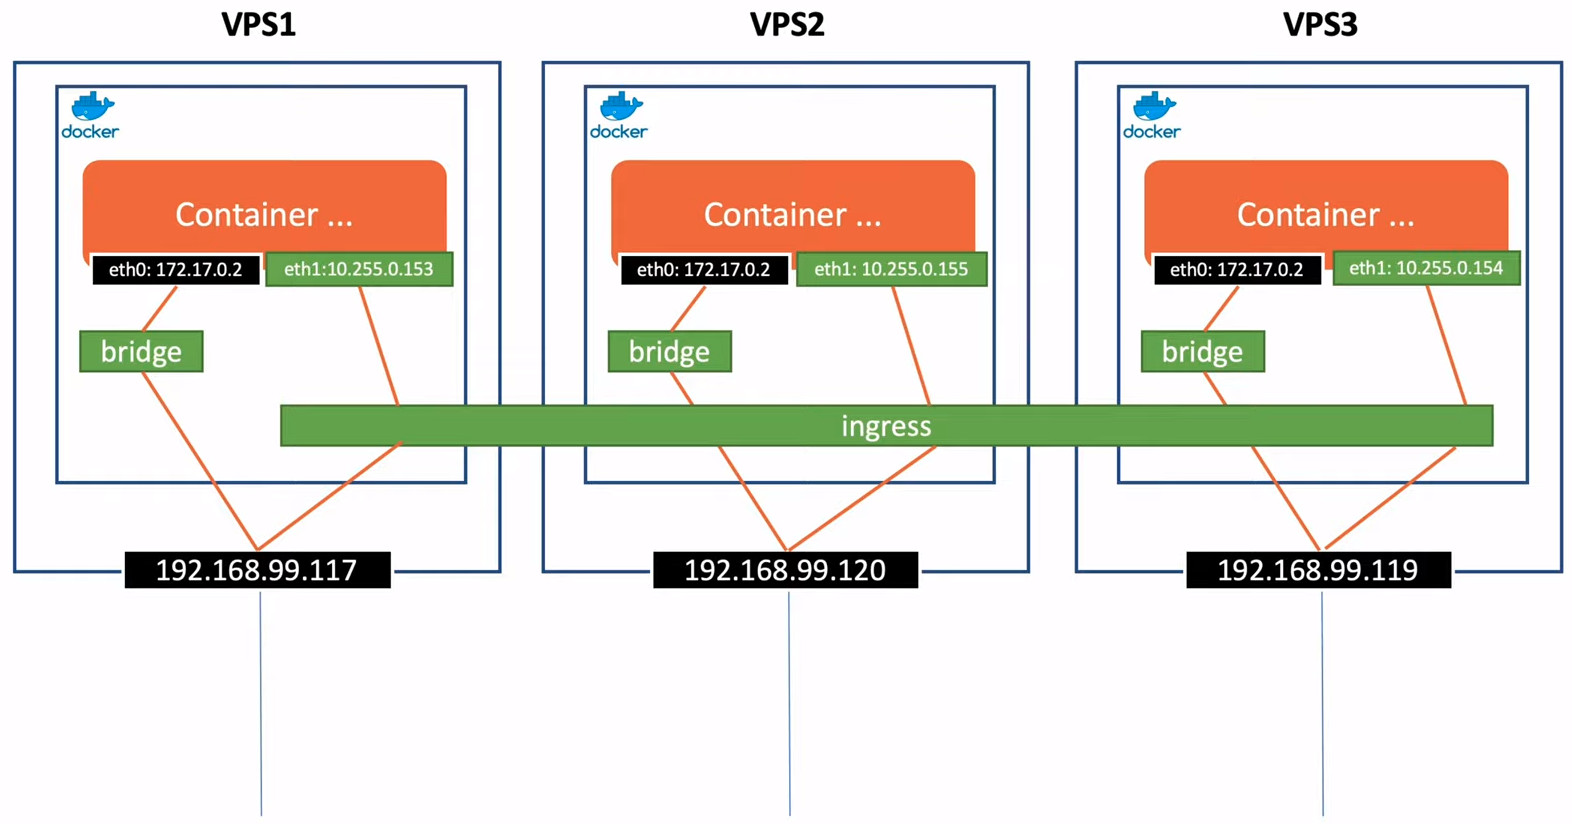 VPS1
VPS2
VPS3
docker
docker
docker
Container ...
Container ...
Container ...
eth0: 172.17.0.2
eth1:10.255.0.153
eth0: 172.17.0.2
eth1: 10.255.0.155
eth0: 172.17.0.2
eth1: 10.255.0.154
bridge
bridge
bridge
ingress
192.168.99.117
192.168.99.120
192.168.99.119